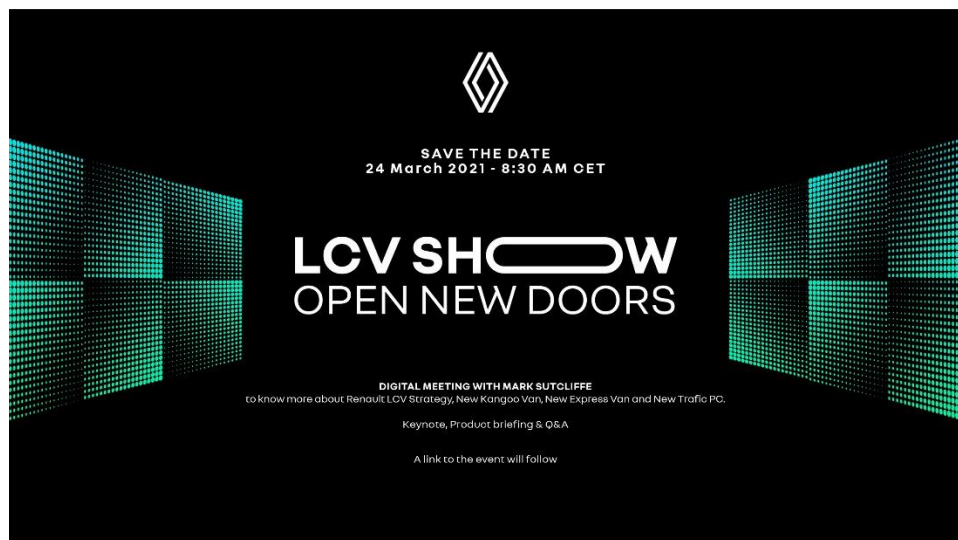 SAVE THE DATE
24 March 2021 - 8:30 AM CET
LCV SHOW
OPEN NEW DOORS
DIGITAL MEETING WITH MARK SUTCLIFFE
to know more about Renault LCV Strategy, New Kangoo Van, New Express Van and New Trafic PC.
Keynote, Product briefing & Q&A
A link to the event will follow